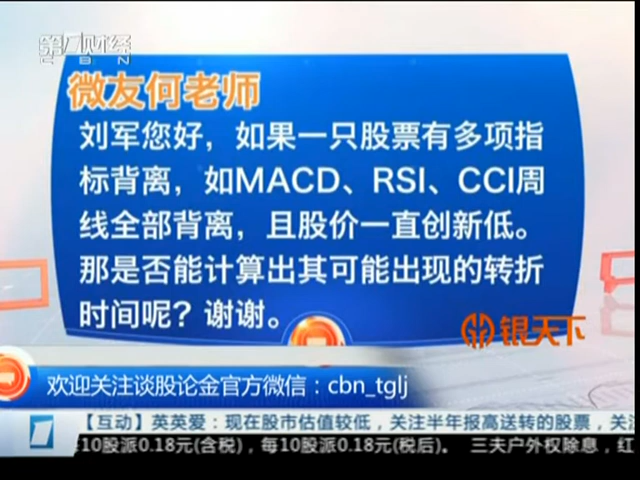 第一财经
CBN
微友何老师
刘军您好，如果一只股票有多项指
标背离，如MACD、RSI、CCI周
线全部背离，且股价一直创新低。
那是否能计算出其可能出现的转折
时间呢？谢谢。
银天下
欢迎关注谈股论金官方微信：cbn_tglj
【互动】英英爱：现在股市估值较低，关注半年报高送转的股票，关
每10股派0.18元(含税)，每10股派0.18元(税后)。 三夫户外权除息，红